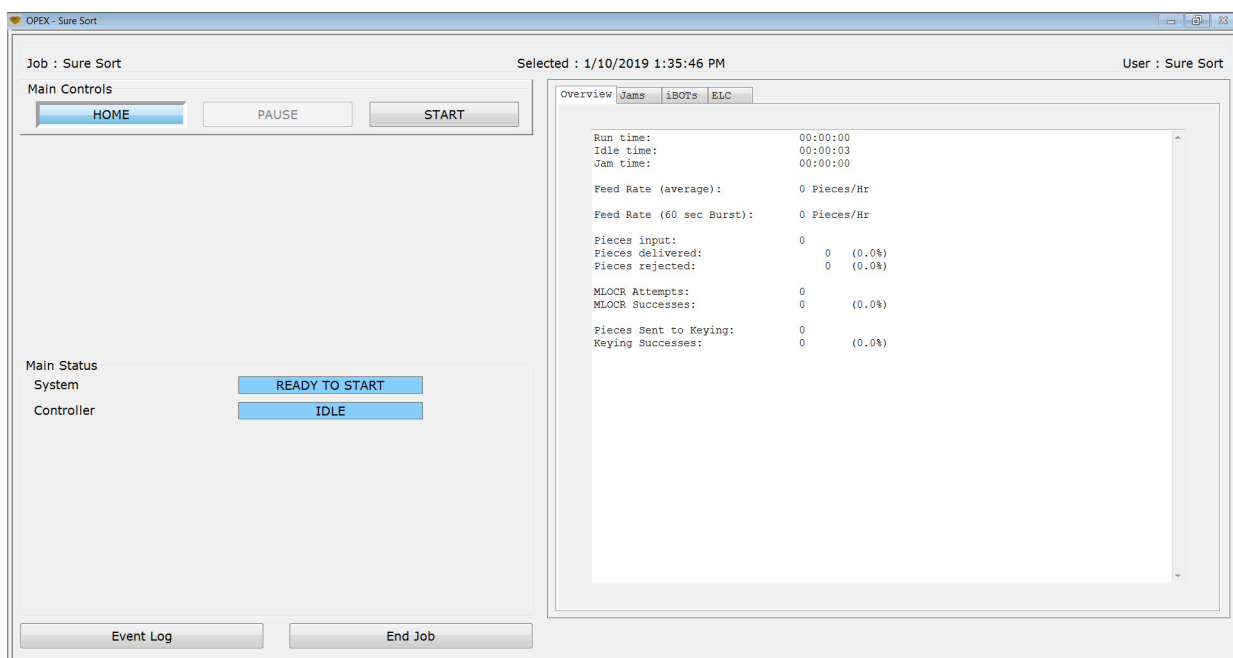 OPEX - Sure Sort
Job : Sure Sort
Selected : 1/10/2019 1:35:46 PM
User : Sure Sort
Main Controls
HOME PAUSE START
Main Status
System READY TO START
Controller IDLE
Event Log End Job
Overview Jams iBOTs ELC
Run time: 00:00:00
Idle time: 00:00:03
Jam time: 00:00:00
Feed Rate (average): 0 Pieces/Hr
Feed Rate (60 sec Burst): 0 Pieces/Hr
Pieces input: 0
Pieces delivered: 0 (0.0%)
Pieces rejected: 0 (0.0%)
MLOCR Attempts: 0
MLOCR Successes: 0 (0.0%)
Pieces Sent to Keying: 0
Keying Successes: 0 (0.0%)